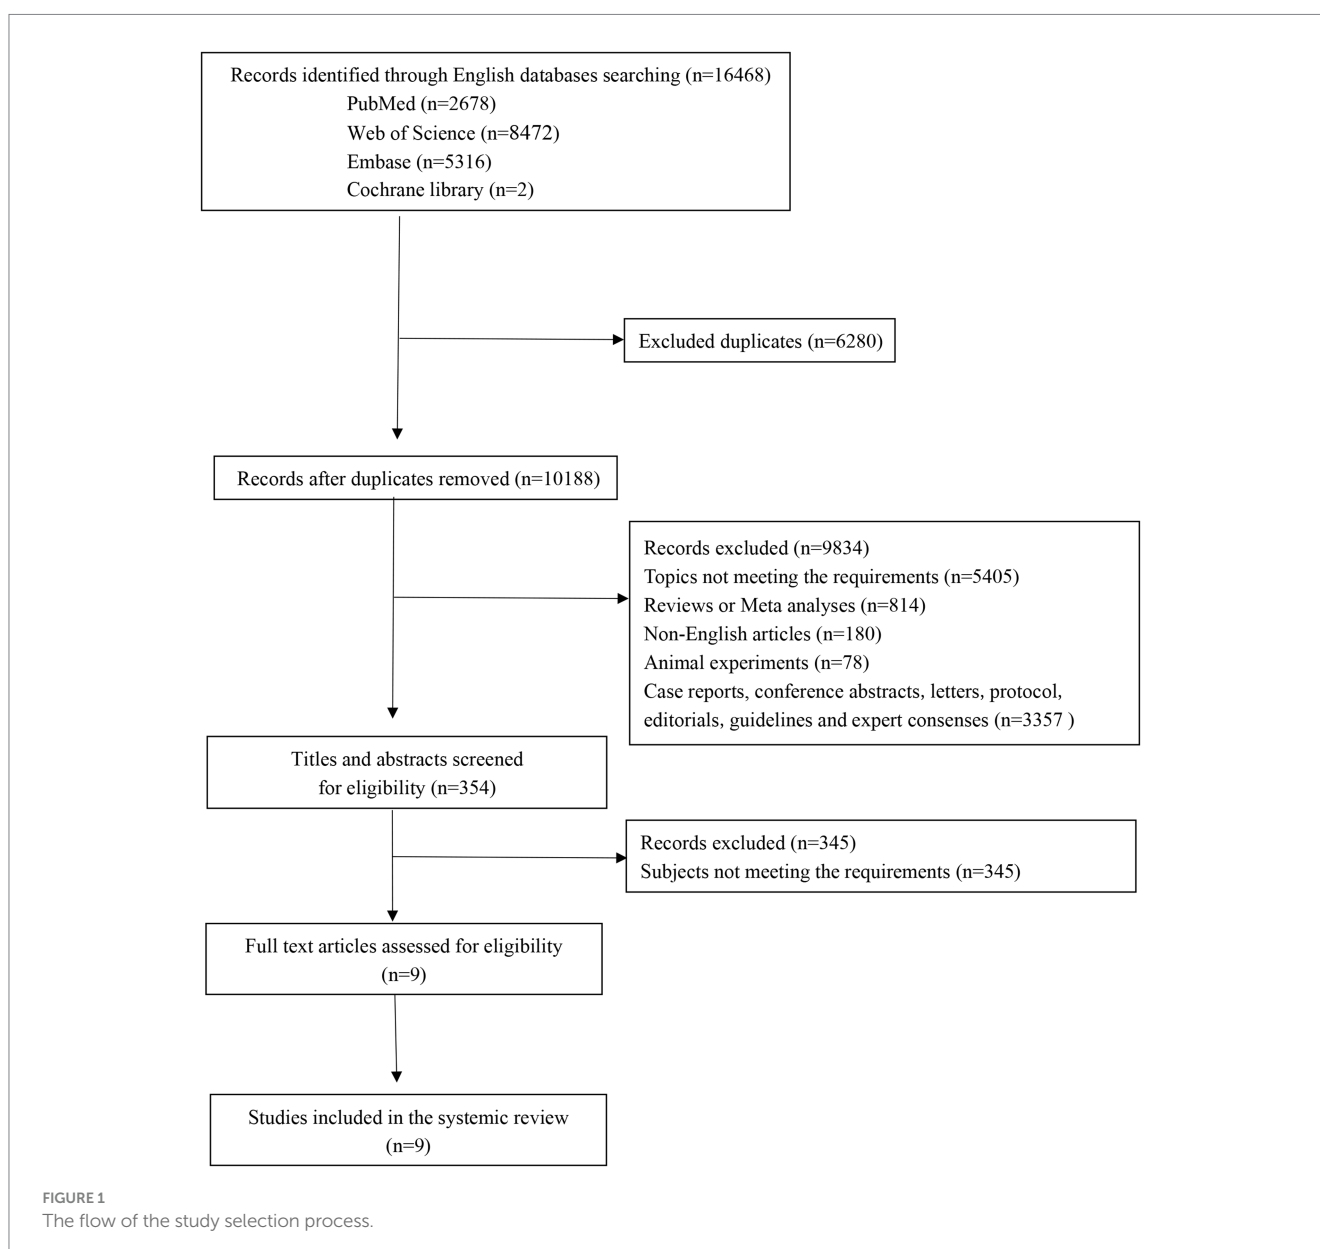 Records identified through English databases searching (n=16468)
PubMed (n=2678)
Web of Science (n=8472)
Embase (n=5316)
Cochrane library (n=2)
Excluded duplicates (n=6280)
Records after duplicates removed (n=10188)
Records excluded (n=9834)
Topics not meeting the requirements (n=5405)
Reviews or Meta analyses (n=814)
Non-English articles (n=180)
Animal experiments (n=78)
Case reports, conference abstracts, letters, protocol,
editorials, guidelines and expert consenses (n=3357 )
Titles and abstracts screened
for eligibility (n=354)
Records excluded (n=345)
Subjects not meeting the requirements (n=345)
Full text articles assessed for eligibility
(n=9)
Studies included in the systemic review
(n=9)
FIGURE 1
The flow of the study selection process.